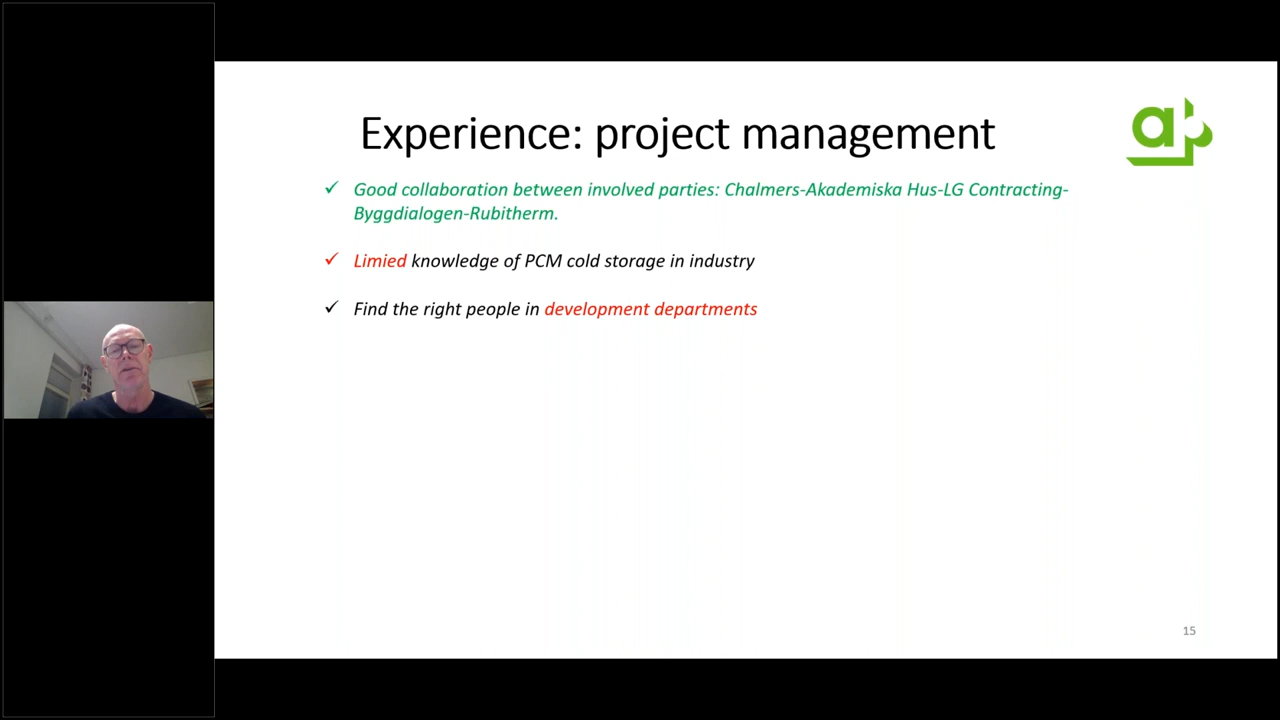 Experience: project management
✓ Good collaboration between involved parties: Chalmers-Akademiska Hus-LG Contracting-
Byggdialogen-Rubitherm.
✓ Limied knowledge of PCM cold storage in industry
✓ Find the right people in development departments
15